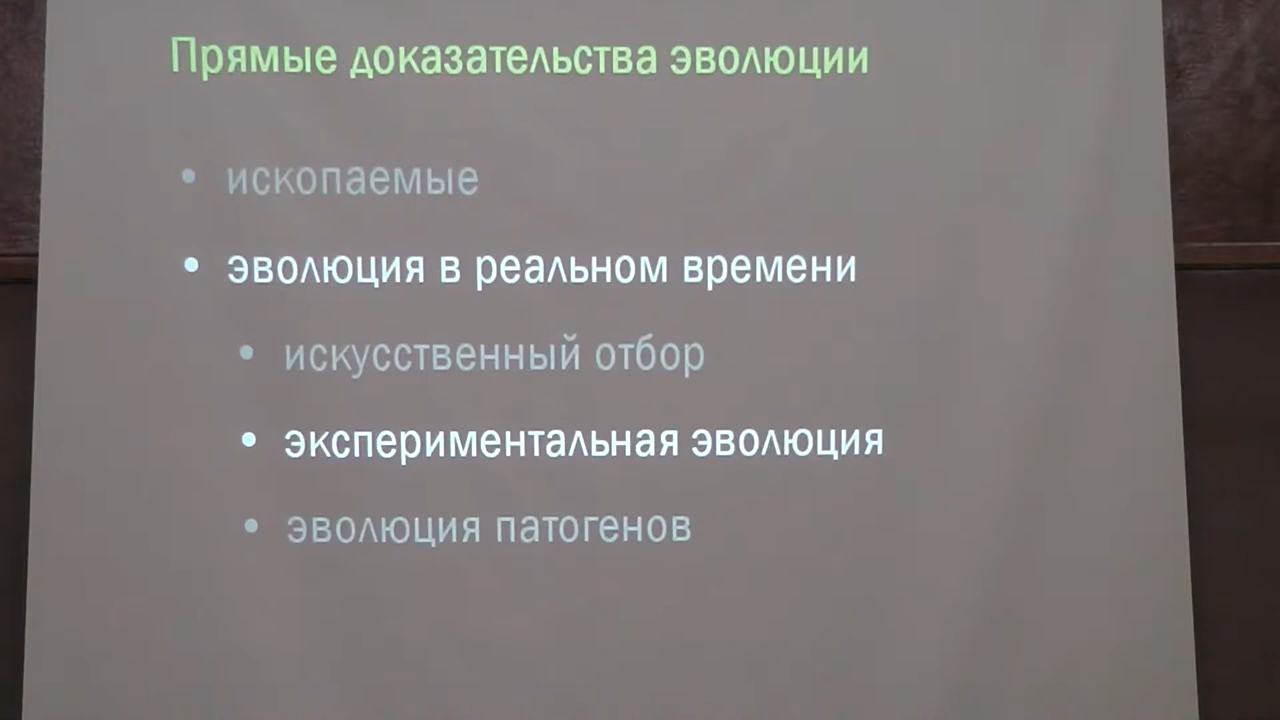 Прямые доказательства эволюции
• ископаемые
• эволюция в реальном времени
• искусственный отбор
• экспериментальная эволюция
• эволюция патогенов